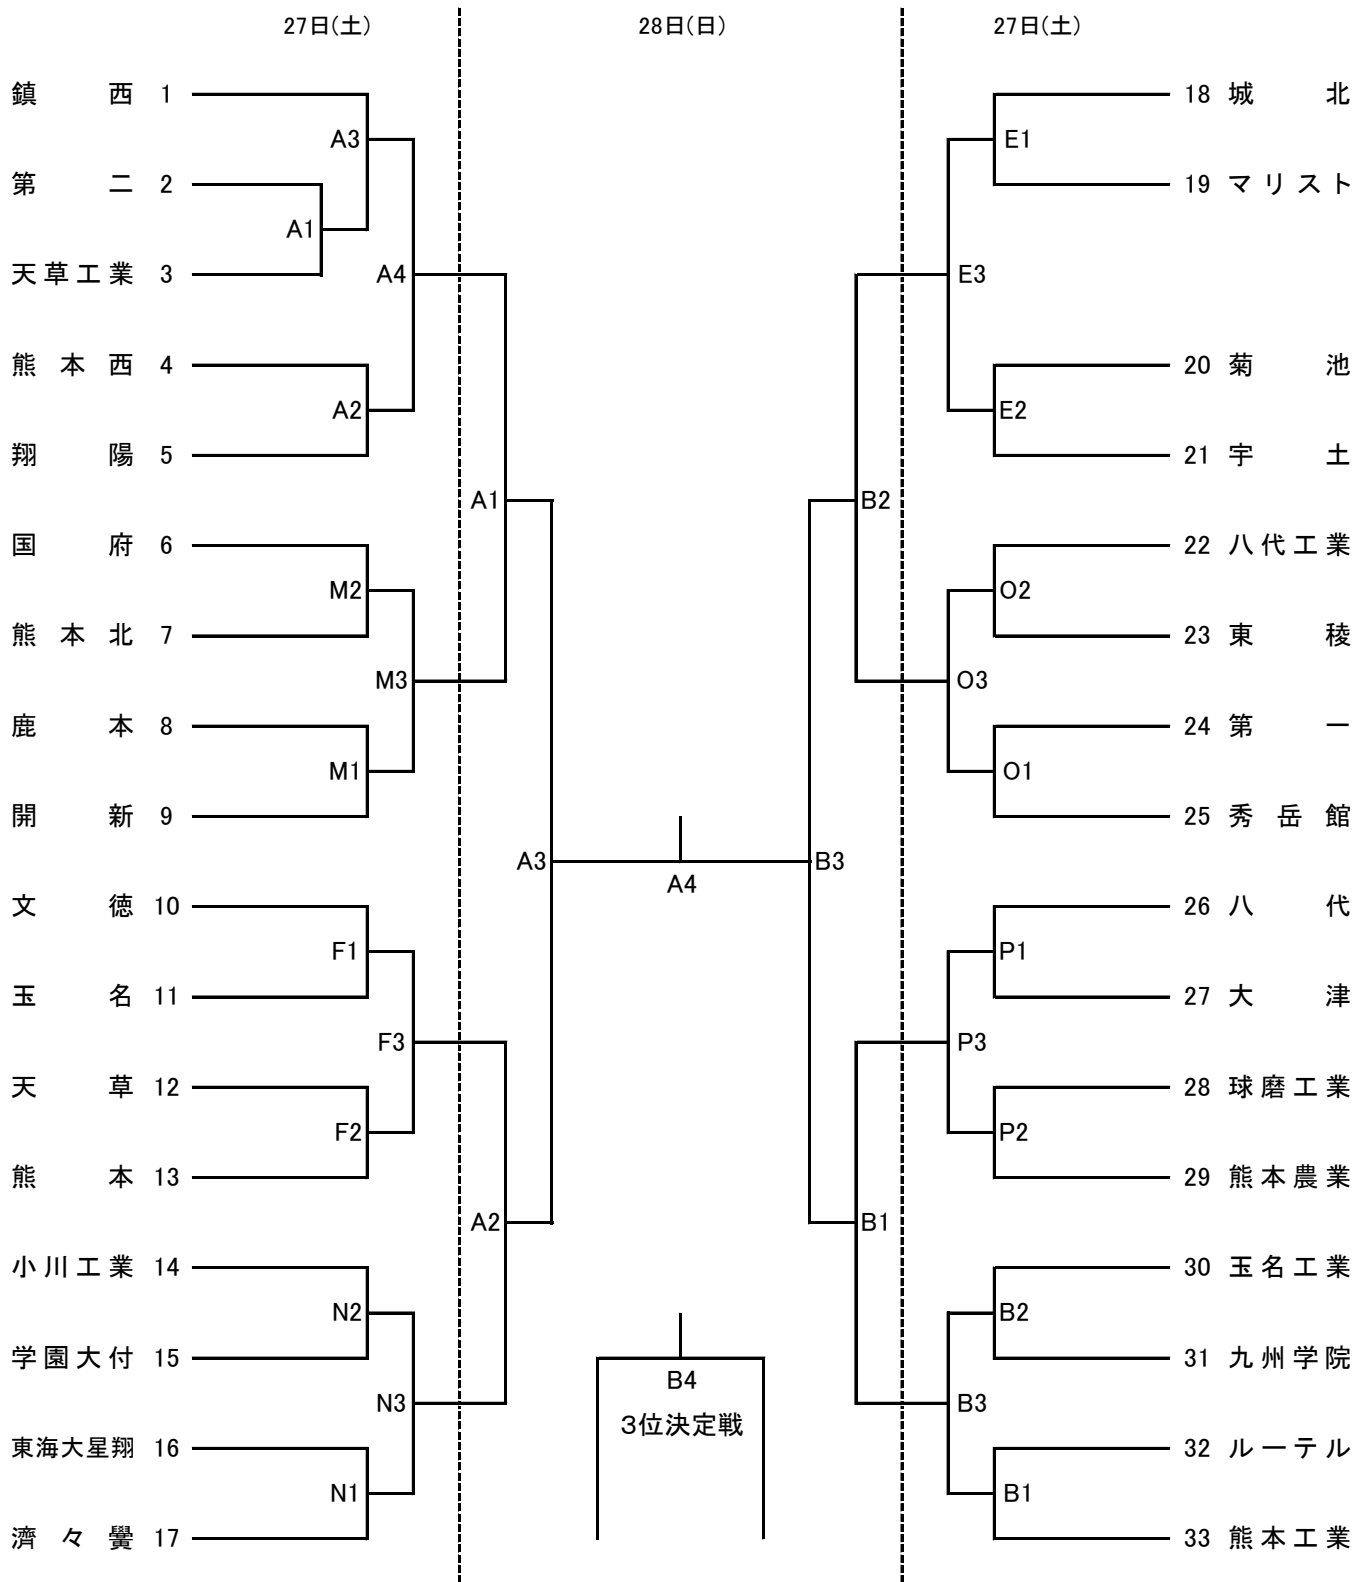 27日(土) 28日(日) 27日(土)
鎮西 1 18 城北
A3 E1
第二 2 19 マリスト
A1
天草工業 3 A4 E3
熊本西 4 20 菊池
A2 E2
翔陽 5 21 宇土
A1 B2
国府 6 22 八代工業
M2 O2
熊本北 7 23 東稜
M3 O3
鹿本 8 24 第一
M1 O1
開新 9 25 秀岳館
A3 B3
A4
文徳 10 26 八代
F1 P1
玉名 11 27 大津
F3 P3
天草 12 28 球磨工業
F2 P2
熊本 13 29 熊本農業
A2 B1
小川工業 14 30 玉名工業
N2 B2
学園大付 15 31 九州学院
B4
N3 B3
3位決定戦
東海大星翔 16 32 ルーテル
N1 B1
濟々黌 17 33 熊本工業